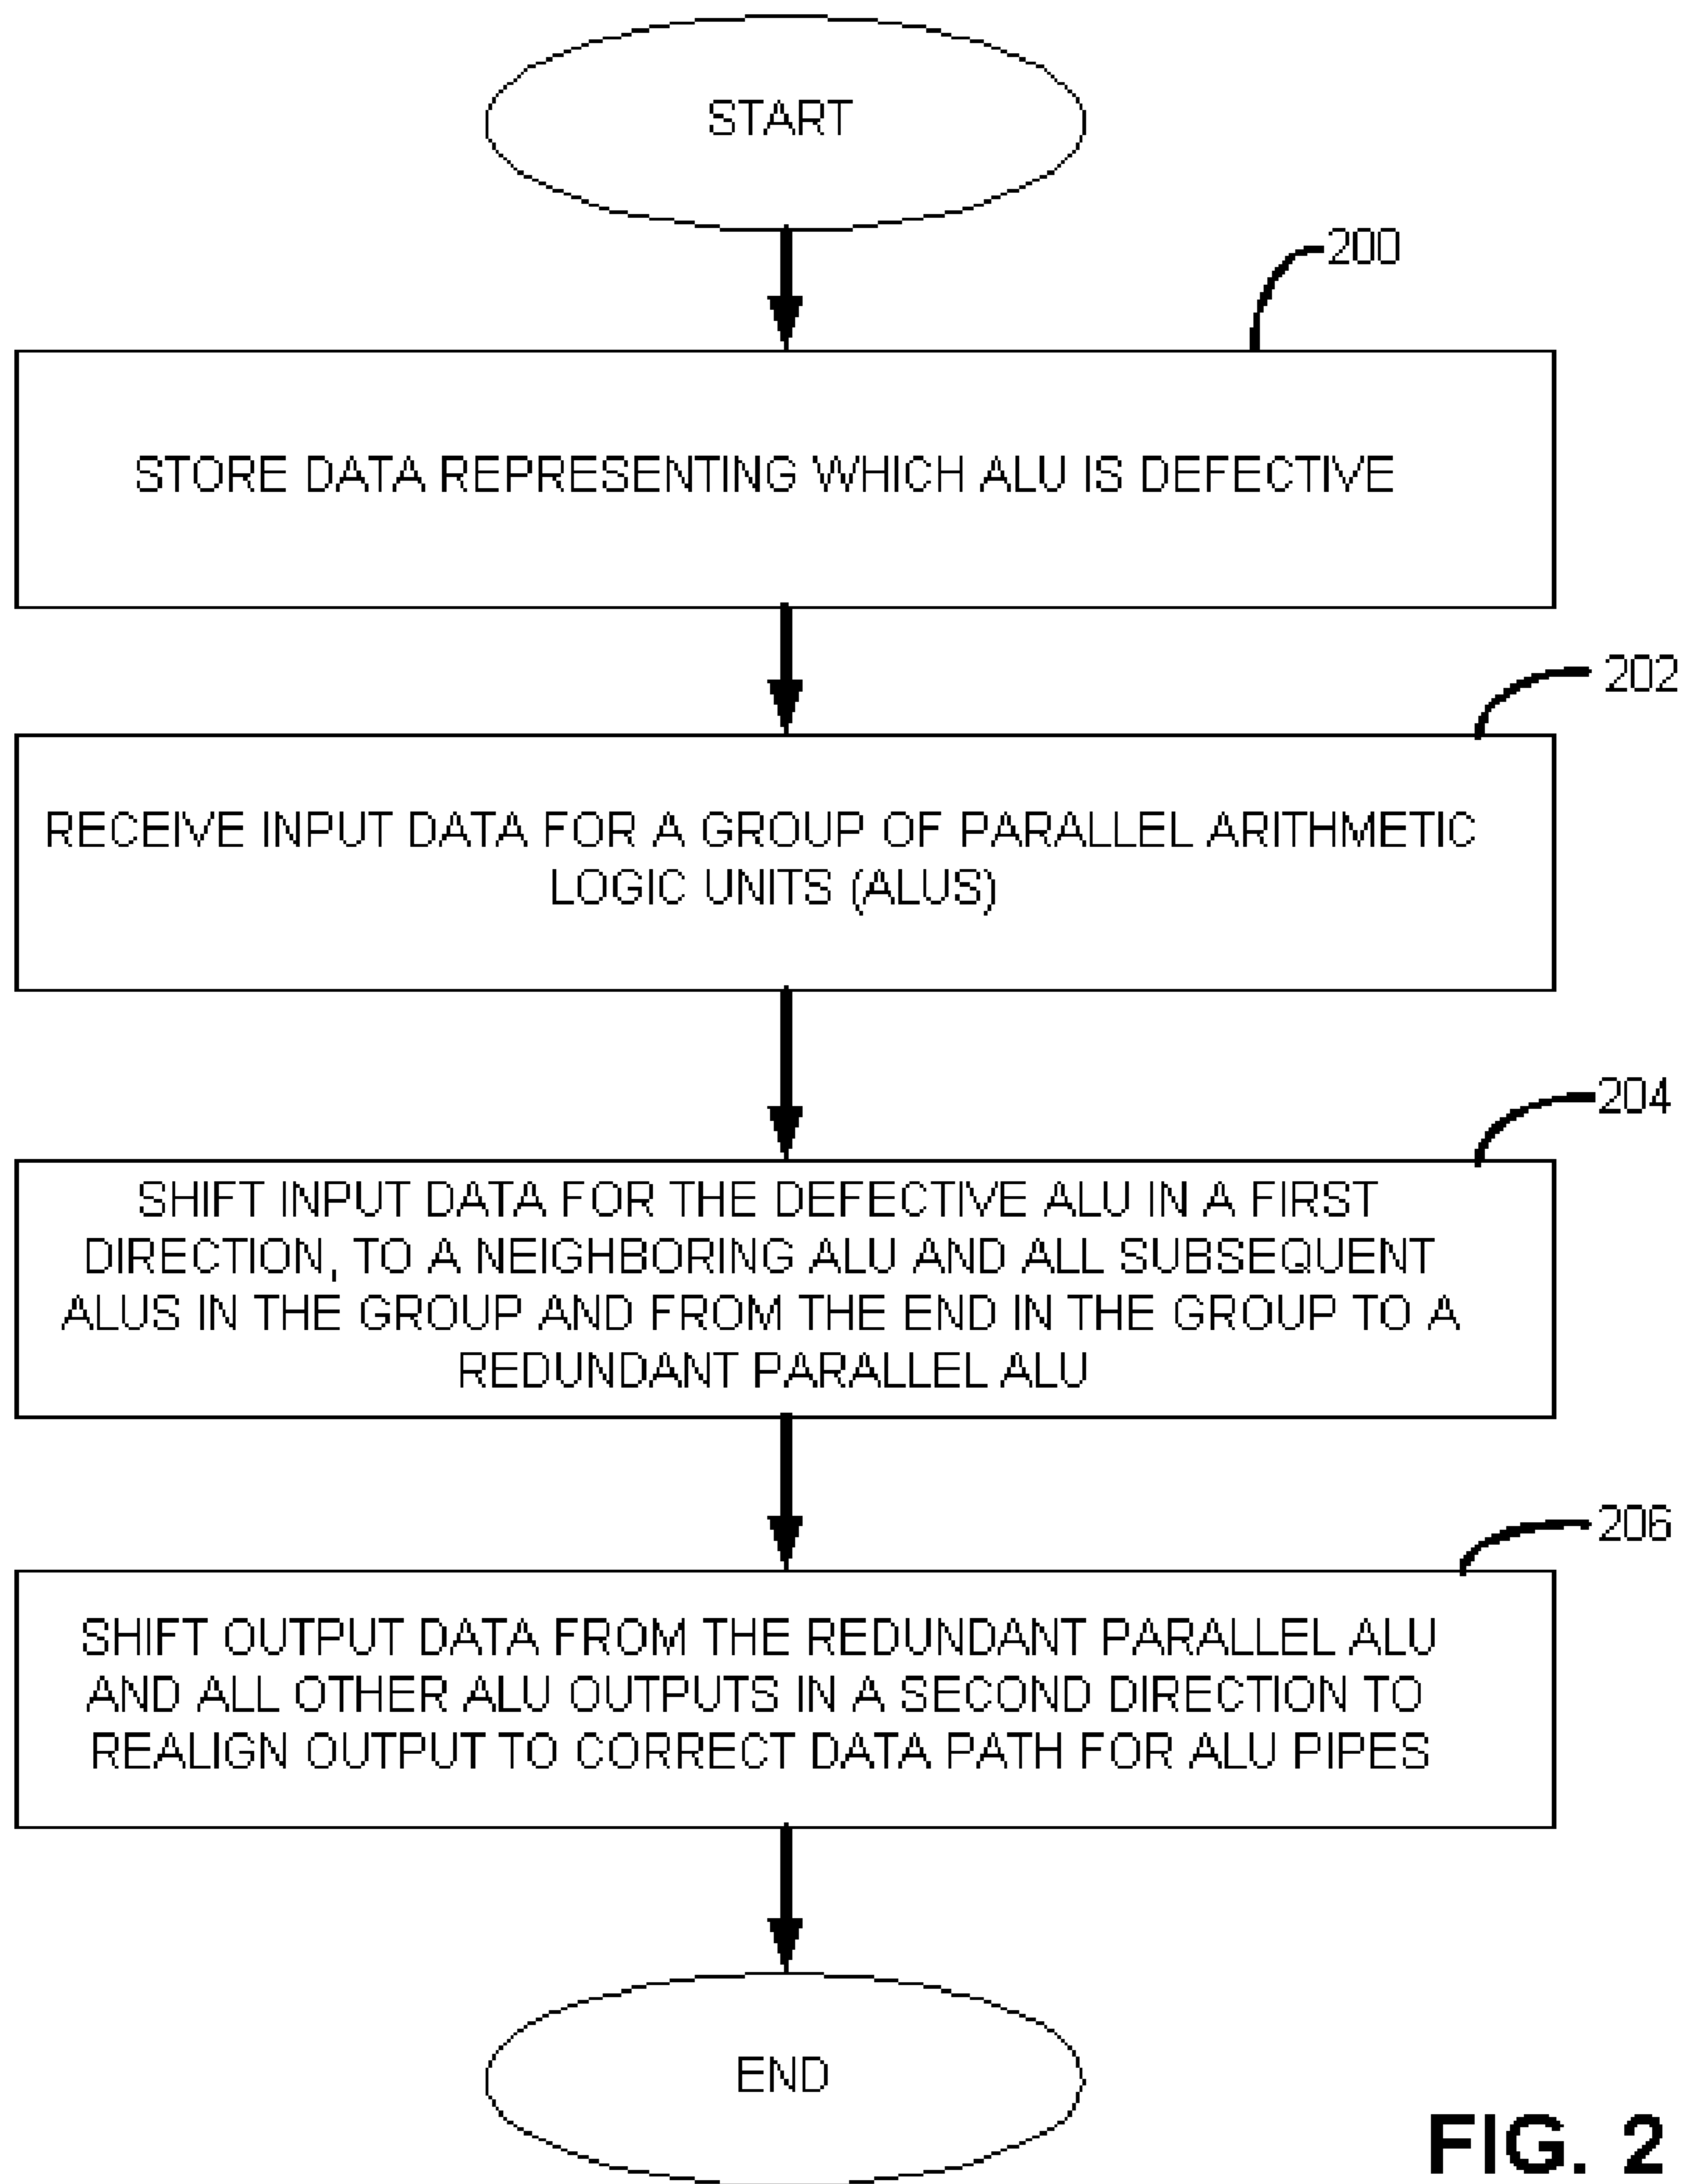 START
200
STORE DATA REPRESENTING WHICH ALU IS DEFECTIVE
202
RECEIVE INPUT DATA FOR A GROUP OF PARALLEL ARITHMETIC
LOGIC UNITS (ALUS)
204
SHIFT INPUT DATA FOR THE DEFECTIVE ALU IN A FIRST
DIRECTION, TO A NEIGHBORING ALU AND ALL SUBSEQUENT
ALUS IN THE GROUP AND FROM THE END IN THE GROUP TO A
REDUNDANT PARALLEL ALU
206
SHIFT OUTPUT DATA FROM THE REDUNDANT PARALLEL ALU
AND ALL OTHER ALU OUTPUTS IN A SECOND DIRECTION TO
REALIGN OUTPUT TO CORRECT DATA PATH FOR ALU PIPES
END
FIG. 2